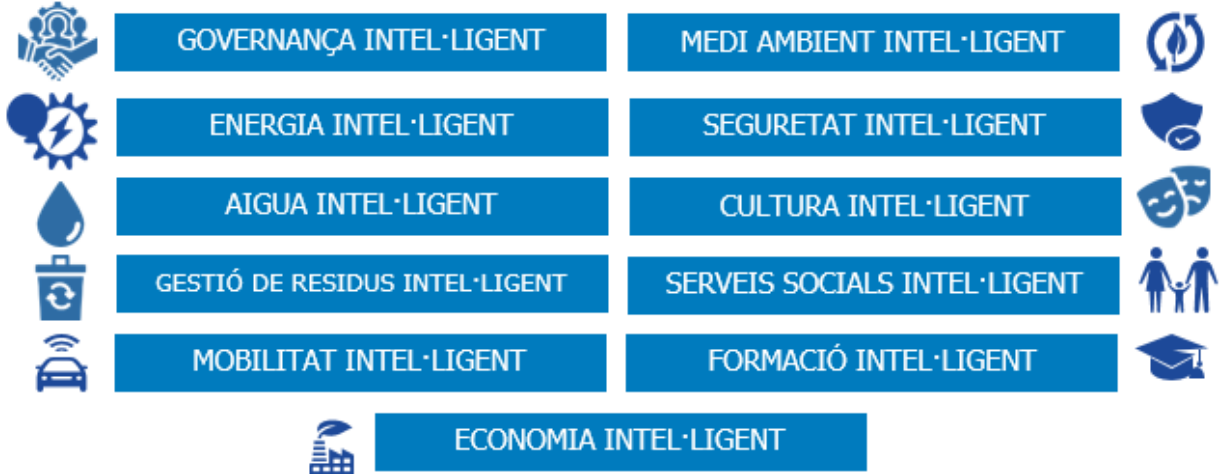 GOVERNANÇA INTEL·LIGENT
MEDI AMBIENT INTEL·LIGENT
ENERGIA INTEL·LIGENT
SEGURETAT INTEL·LIGENT
AIGUA INTEL·LIGENT
CULTURA INTEL·LIGENT
GESTIÓ DE RESIDUS INTEL·LIGENT
SERVEIS SOCIALS INTEL·LIGENT
MOBILITAT INTEL·LIGENT
FORMACIÓ INTEL·LIGENT
ECONOMIA INTEL·LIGENT